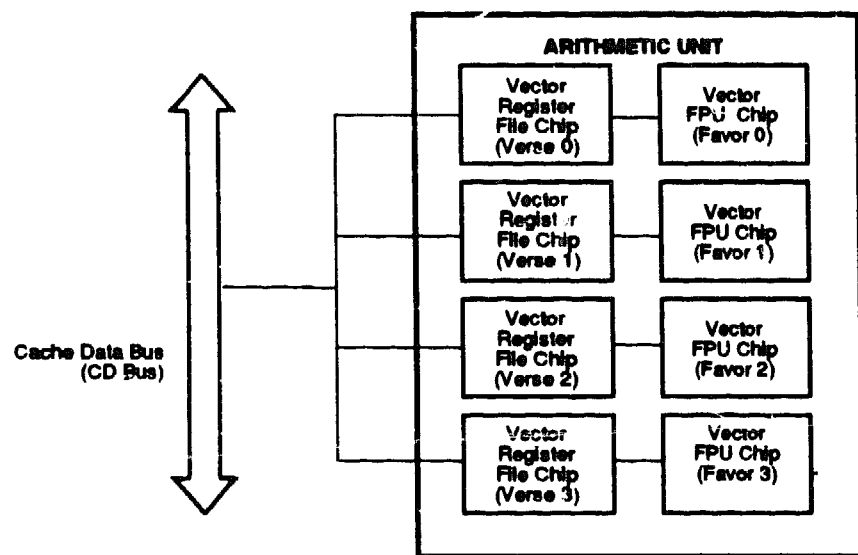 ARITHMETIC UNIT
Vector
Register
File Chip
(Verse 0)
Vector
FPU Chip
(Favor 0)
Vector
Register
File Chip
(Verse 1)
Vector
FPU Chip
(Favor 1)
Vector
Register
File Chip
(Verse 2)
Vector
FPU Chip
(Favor 2)
Vector
Register
File Chip
(Verse 3)
Vector
FPU Chip
(Favor 3)
Cache Data Bus
(CD Bus)